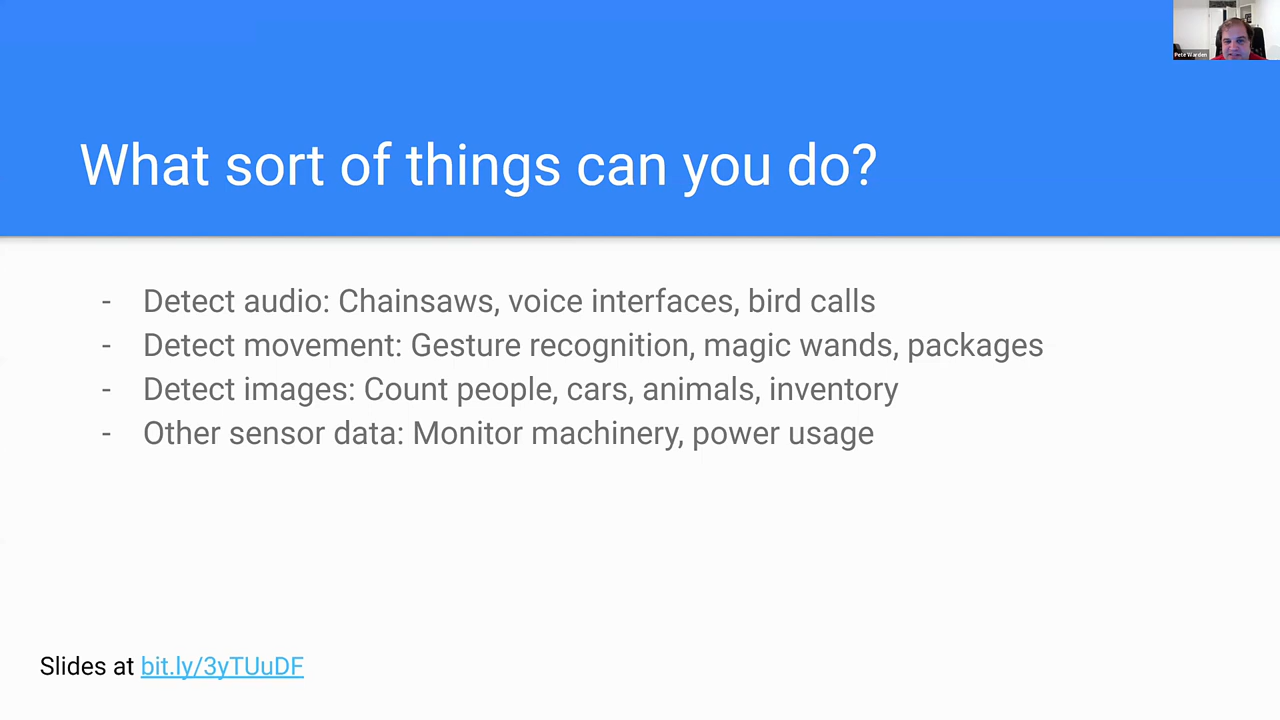 Pete Warden
What sort of things can you do?
- Detect audio: Chainsaws, voice interfaces, bird calls
- Detect movement: Gesture recognition, magic wands, packages
- Detect images: Count people, cars, animals, inventory
- Other sensor data: Monitor machinery, power usage
Slides at bit.ly/3yTUuDF